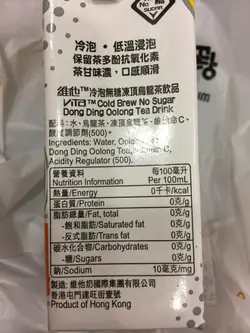 NO SUGAR
冷泡·低溫浸泡
保留茶多酚抗氧化素
茶甘味濃,口感順滑
維他™冷泡無糖凍頂烏龍茶飲品
VITA™ Cold Brew No Sugar
Dong Ding Oolong Tea Drink
配料:水、烏龍茶、凍頂烏龍茶、維他命C、
酸度調節劑(500)。
Ingredients: Water, Oolong
Dong Ding Oolong Tea, Vitamin C,
Acidity Regulator (500).
營養資料
Nutrition Information
每100毫升
Per 100mL
熱量/Energy 0千卡/kcal
蛋白質/Protein 0克/g
脂肪總量/Fat, total 0克/g
-飽和脂肪/Saturated fat 0克/g
-反式脂肪/Trans fat 0克/g
碳水化合物/Carbohydrates 0克/g
-糖/Sugars 0克/g
鈉/Sodium 10毫克/mg
製造:維他奶國際集團有限公司
香港屯門建旺街壹號
Product of Hong Kong